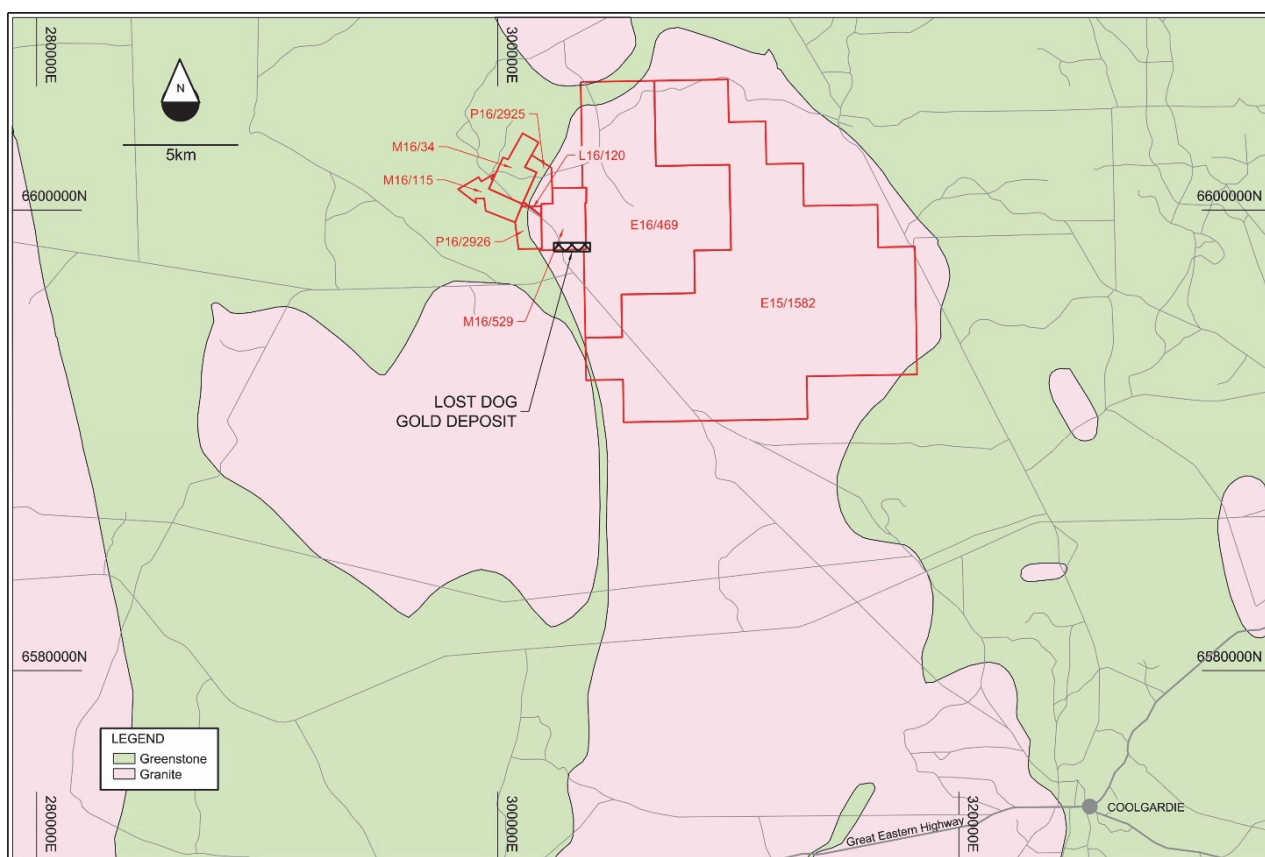 280000E
300000E
N
5km
P16/2925
M16/34
L16/120
M16/115
6600000N
6600000N
E16/469
P16/2926
E15/1582
M16/529
LOST DOG
GOLD DEPOSIT
6580000N
6580000N
LEGEND
Greenstone
Granite
280000E
300000E
320000E
COOLGARDIE
Great Eastern Highway